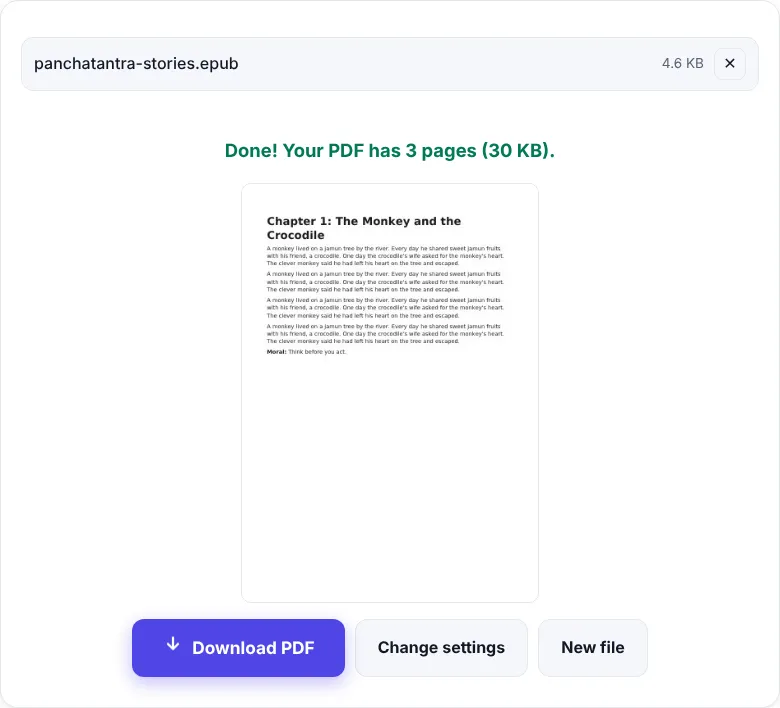 panchatantra-stories.epub 4.6 KB ✕
Done! Your PDF has 3 pages (30 KB).
Chapter 1: The Monkey and the
Crocodile
A monkey lived on a jamun tree by the river. Every day he shared sweet jamun fruits
with his friend, a crocodile. One day the crocodile's wife asked for the monkey's heart.
The clever monkey said he had left his heart on the tree and escaped.
A monkey lived on a jamun tree by the river. Every day he shared sweet jamun fruits
with his friend, a crocodile. One day the crocodile's wife asked for the monkey's heart.
The clever monkey said he had left his heart on the tree and escaped.
A monkey lived on a jamun tree by the river. Every day he shared sweet jamun fruits
with his friend, a crocodile. One day the crocodile's wife asked for the monkey's heart.
The clever monkey said he had left his heart on the tree and escaped.
A monkey lived on a jamun tree by the river. Every day he shared sweet jamun fruits
with his friend, a crocodile. One day the crocodile's wife asked for the monkey's heart.
The clever monkey said he had left his heart on the tree and escaped.
Moral: Think before you act.
Download PDF Change settings New file